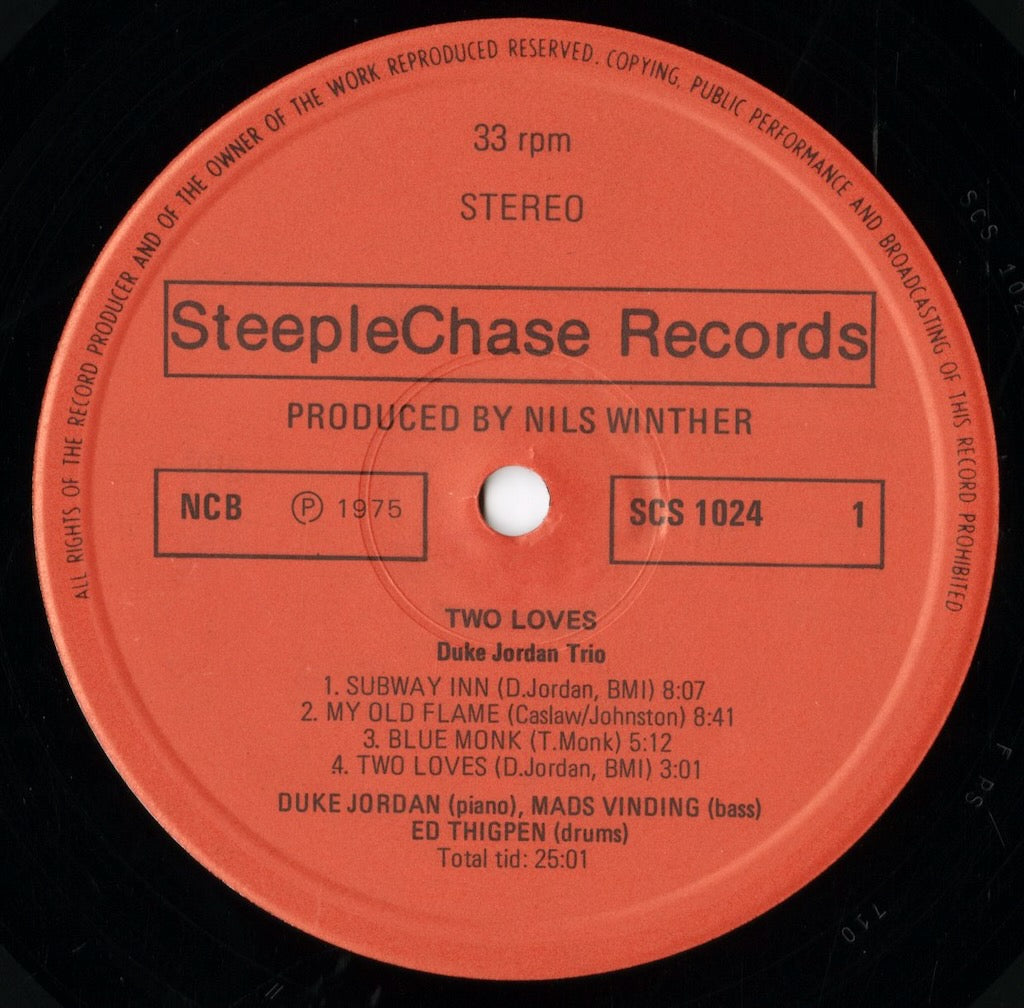 ALL RIGHTS OF THE RECORD PRODUCER AND OF THE OWNER OF THE WORK REPRODUCED RESERVED. COPYING, PUBLIC PERFORMANCE AND BROADCASTING OF THIS RECORD PROHIBITED
33 rpm
STEREO
SteepleChase Records
PRODUCED BY NILS WINTHER
NCB Ⓟ 1975
SCS 1024 1
TWO LOVES
Duke Jordan Trio
1. SUBWAY INN (D.Jordan, BMI) 8:07
2. MY OLD FLAME (Caslaw/Johnston) 8:41
3. BLUE MONK (T.Monk) 5:12
4. TWO LOVES (D.Jordan, BMI) 3:01
DUKE JORDAN (piano), MADS VINDING (bass)
ED THIGPEN (drums)
Total tid: 25:01
SCS